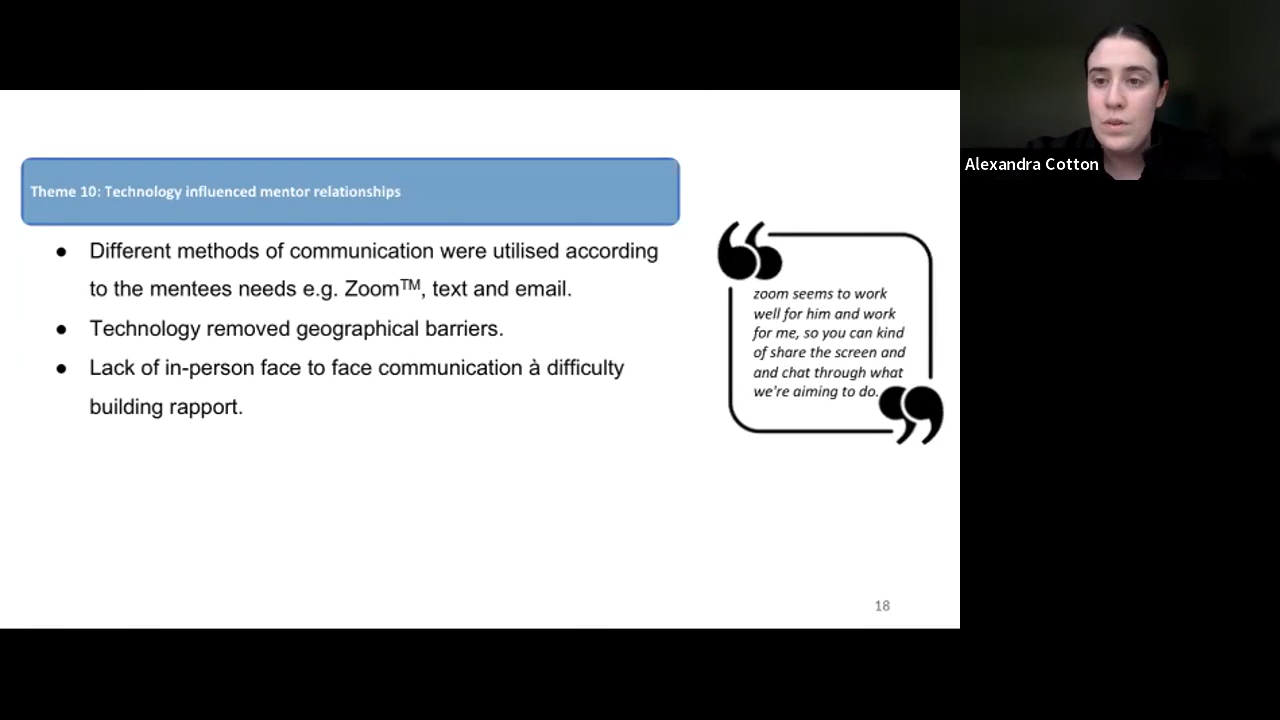 Theme 10: Technology influenced mentor relationships
● Different methods of communication were utilised according
to the mentees needs e.g. Zoom™, text and email.
● Technology removed geographical barriers.
● Lack of in-person face to face communication à difficulty
building rapport.
“
zoom seems to work
well for him and work
for me, so you can kind
of share the screen and
and chat through what
we're aiming to do.
”
18
Alexandra Cotton